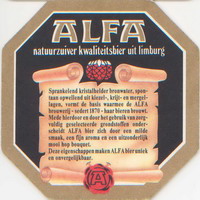 ALFA
natuurzuiver kwaliteitsbier uit limburg
Sprankelend kristalhelder bronwater, spon-
taan opwellend uit kiezel-, krijt- en mergel-
lagen, vormt de basis waarmee de ALFA
brouwerij - sedert 1870 - haar bieren brouwt.
Mede hierdoor en door het gebruik van zorg-
vuldig geselecteerde grondstoffen onder-
scheidt ALFA bier zich door een milde
smaak, een fijn aroma en een uitzonderlijk
mooi hop bouquet.
Deze eigenschappen maken ALFA bier uniek
en onvergelijkbaar.